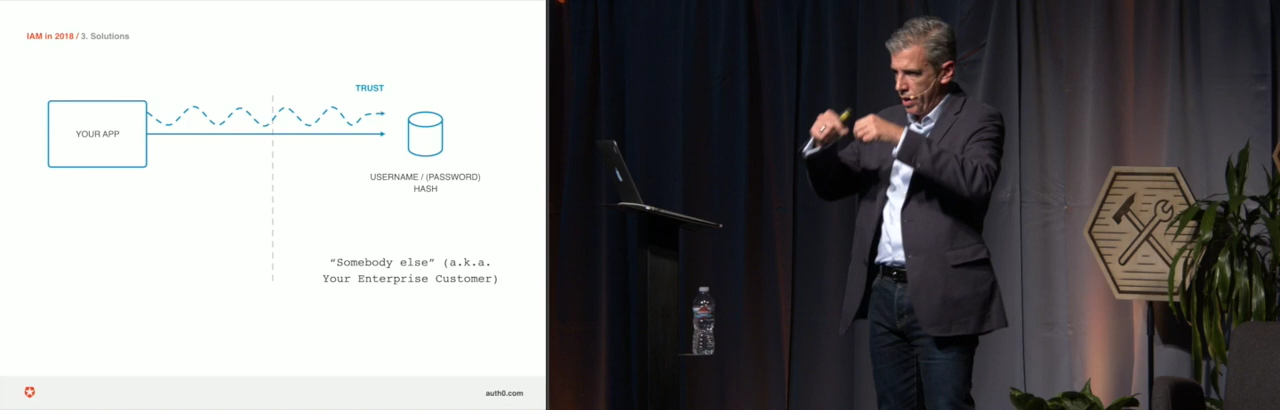 IAM in 2018 / 3. Solutions
TRUST
YOUR APP
USERNAME / (PASSWORD)
HASH
“Somebody else” (a.k.a.
Your Enterprise Customer)
auth0.com